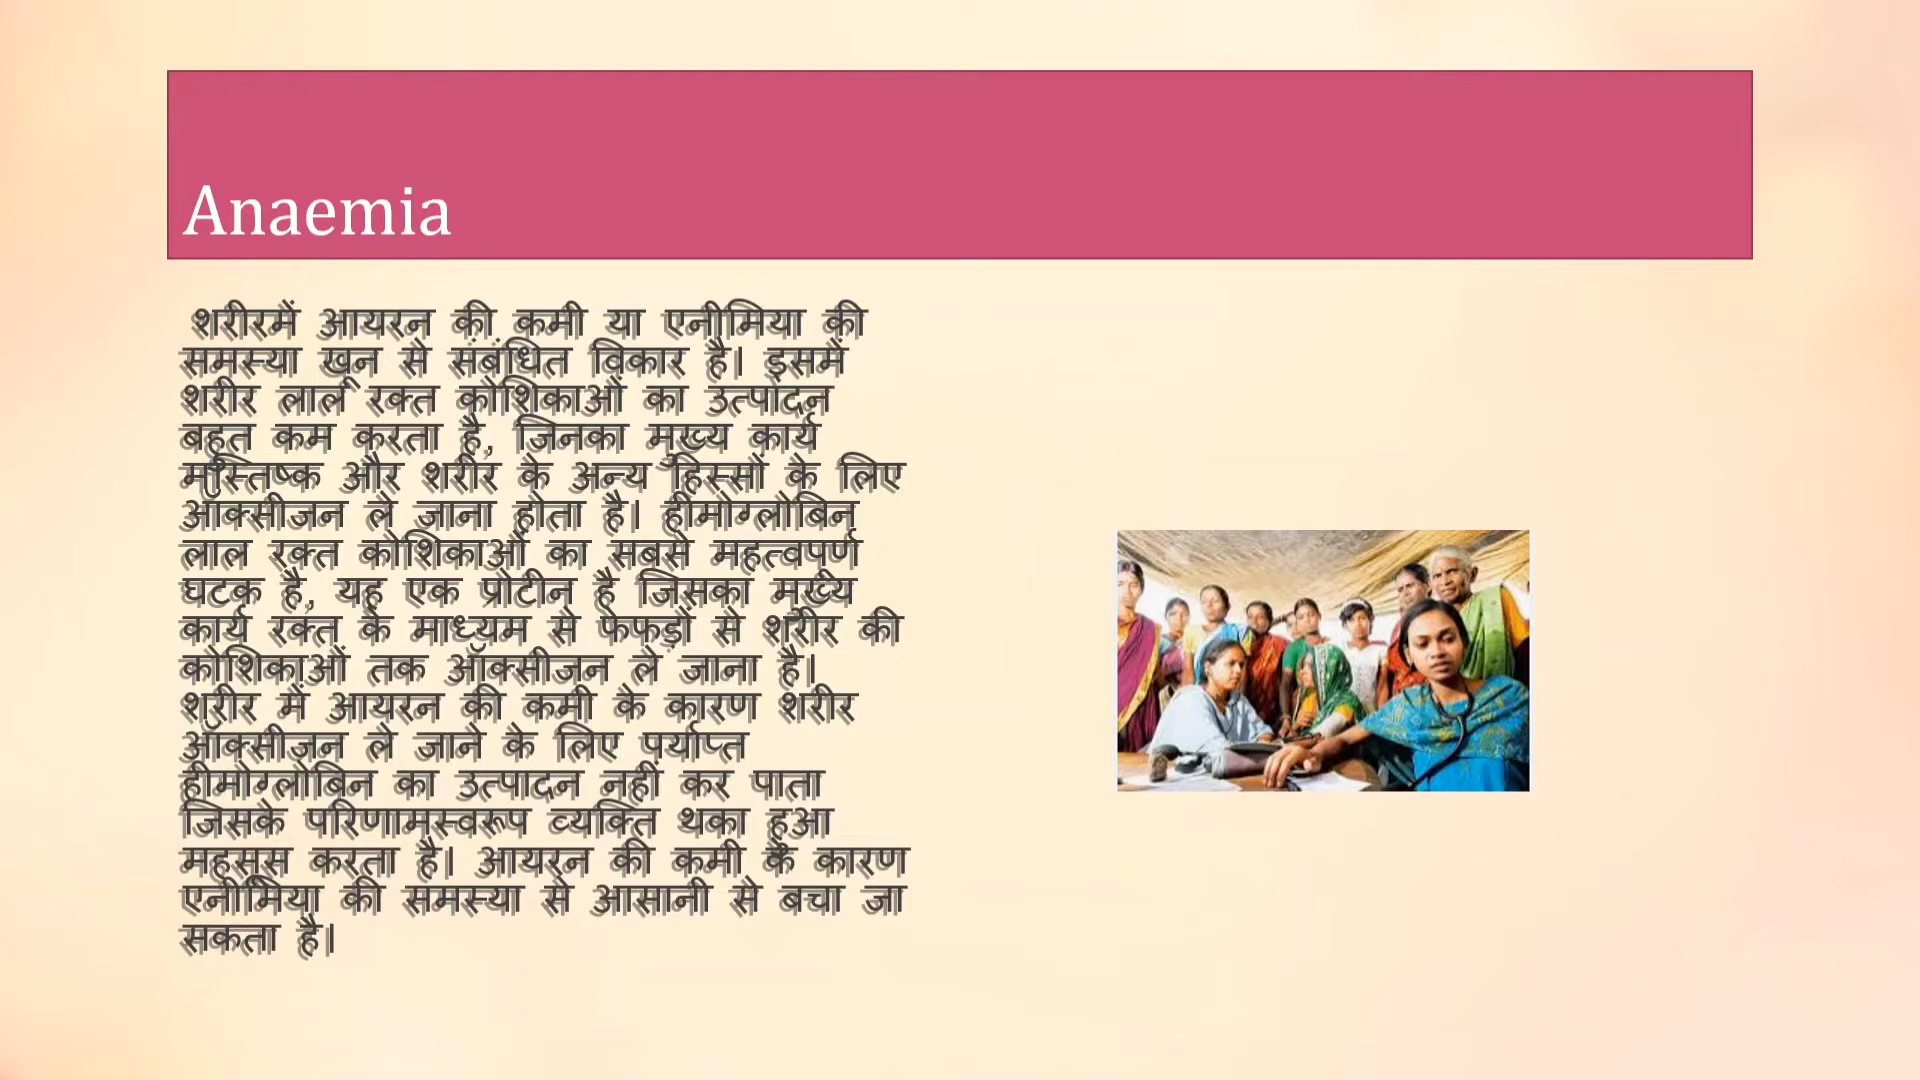 Anaemia
शरीरमें आयरन की कमी या एनीमिया की
समस्या खून से संबंधित विकार है। इसमें
शरीर लाल रक्त कोशिकाओं का उत्पादन
बहुत कम करता है, जिनका मुख्य कार्य
मस्तिष्क और शरीर के अन्य हिस्सों के लिए
ऑक्सीजन ले जाना होता है। हीमोग्लोबिन
लाल रक्त कोशिकाओं का सबसे महत्वपूर्ण
घटक है, यह एक प्रोटीन है जिसका मुख्य
कार्य रक्त के माध्यम से फेफड़ों से शरीर की
कोशिकाओं तक ऑक्सीजन ले जाना है।
शरीर में आयरन की कमी के कारण शरीर
ऑक्सीजन ले जाने के लिए पर्याप्त
हीमोग्लोबिन का उत्पादन नहीं कर पाता
जिसके परिणामस्वरूप व्यक्ति थका हुआ
महसूस करता है। आयरन की कमी के कारण
एनीमिया की समस्या से आसानी से बचा जा
सकता है।